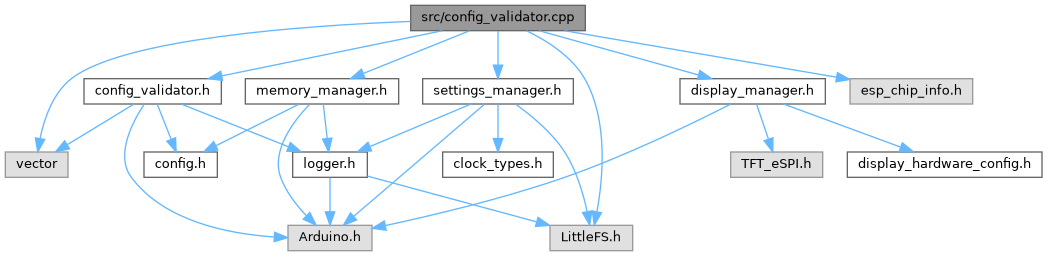 src/config_validator.cpp
config_validator.h
memory_manager.h
settings_manager.h
display_manager.h
esp_chip_info.h
vector
config.h
logger.h
clock_types.h
TFT_eSPI.h
display_hardware_config.h
Arduino.h
LittleFS.h